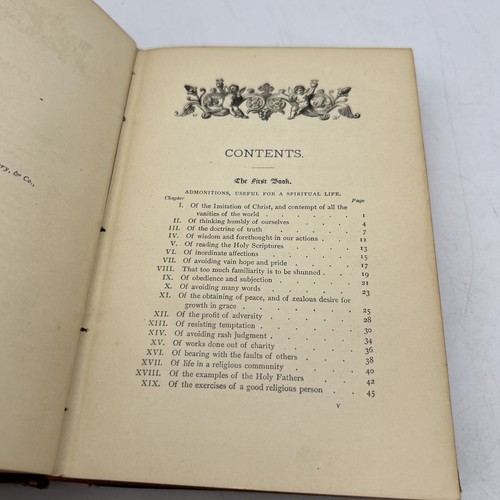 ry, & Co.,
CONTENTS.
The First Book.
ADMONITIONS, USEFUL FOR A SPIRITUAL LIFE.
Chapter Page
I. Of the Imitation of Christ, and contempt of all the
vanities of the world 1
II. Of thinking humbly of ourselves 4
III. Of the doctrine of truth 7
IV. Of wisdom and forethought in our actions 11
V. Of reading the Holy Scriptures 13
VI. Of inordinate affections 15
VII. Of avoiding vain hope and pride 17
VIII. That too much familiarity is to be shunned 19
IX. Of obedience and subjection 21
X. Of avoiding many words 23
XI. Of the obtaining of peace, and of zealous desire for
growth in grace 25
XII. Of the profit of adversity 28
XIII. Of resisting temptation 30
XIV. Of avoiding rash judgment 34
XV. Of works done out of charity 36
XVI. Of bearing with the faults of others 38
XVII. Of life in a religious community 40
XVIII. Of the examples of the Holy Fathers 42
XIX. Of the exercises of a good religious person 45
v